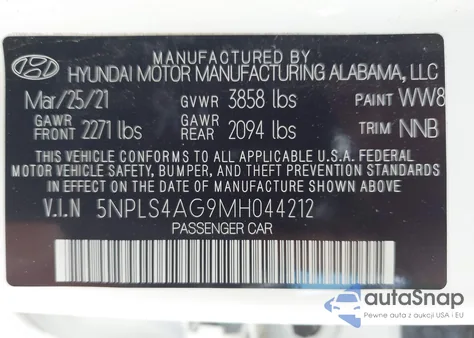 MANUFACTURED BY
HYUNDAI MOTOR MANUFACTURING ALABAMA, LLC
Mar/25/21 GVWR 3858 lbs PAINT WW8
GAWR FRONT 2271 lbs GAWR REAR 2094 lbs TRIM NNB
THIS VEHICLE CONFORMS TO ALL APPLICABLE U.S.A. FEDERAL
MOTOR VEHICLE SAFETY, BUMPER, AND THEFT PREVENTION STANDARDS
IN EFFECT ON THE DATE OF MANUFACTURE SHOWN ABOVE.
V.I.N 5NPLS4AG9MH044212
PASSENGER CAR
autoSnap
Pewne auta z aukcji USA i EU